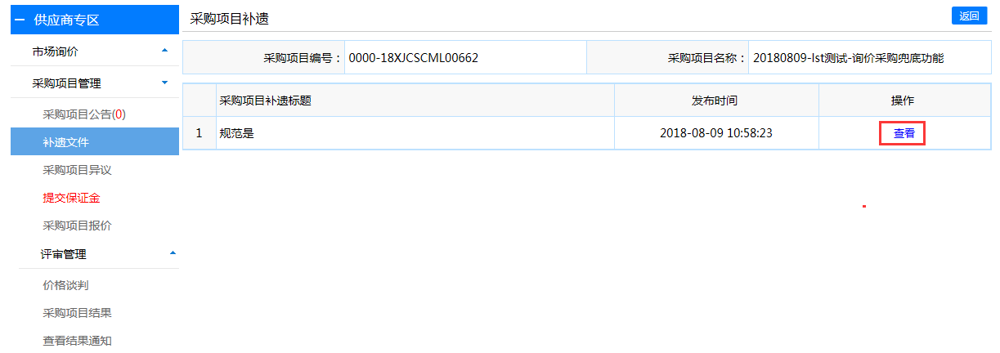 供应商专区
市场询价
采购项目管理
采购项目公告(0)
补遗文件
采购项目异议
提交保证金
采购项目报价
评审管理
价格谈判
采购项目结果
查看结果通知
采购项目补遗
返回
采购项目编号： 0000-18XJCSCML00662 采购项目名称： 20180809-lst测试-询价采购兜底功能
采购项目补遗标题 发布时间 操作
1 规范是 2018-08-09 10:58:23 查看